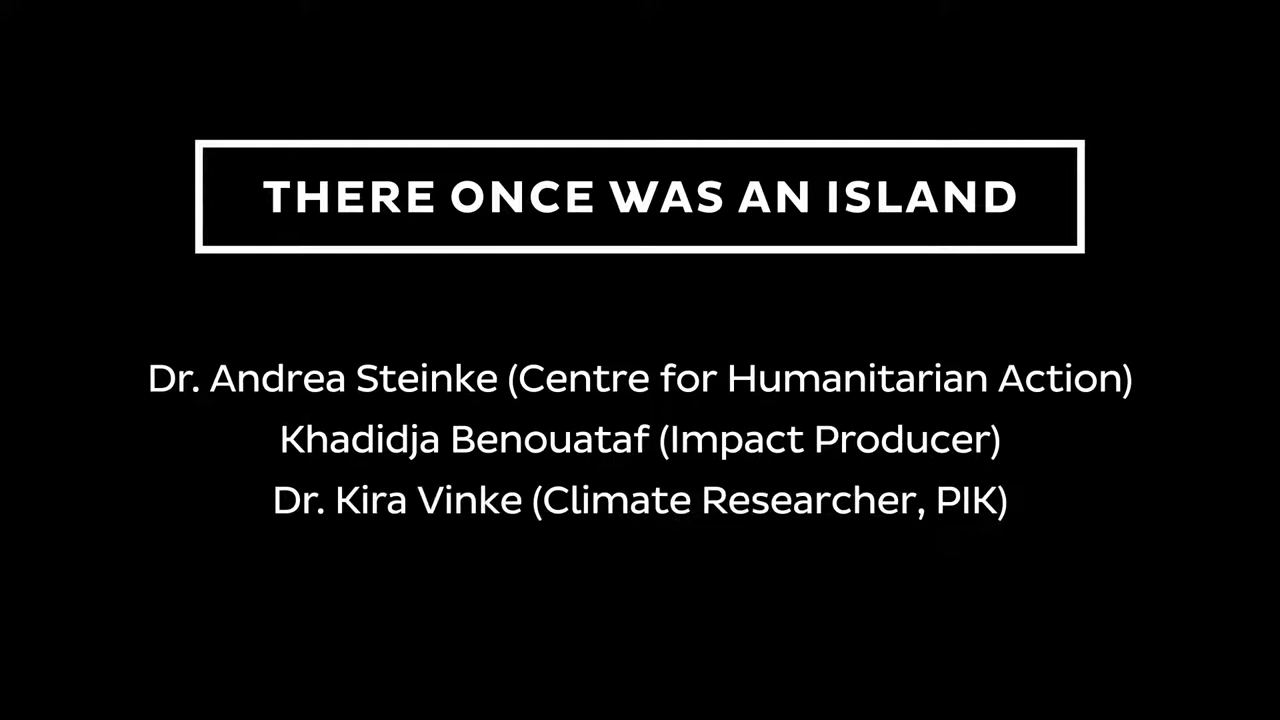 THERE ONCE WAS AN ISLAND
Dr. Andrea Steinke (Centre for Humanitarian Action)
Khadidja Benouataf (Impact Producer)
Dr. Kira Vinke (Climate Researcher, PIK)